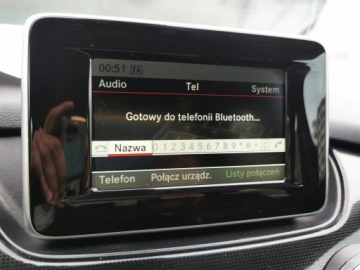 00:51 TA
Audio Tel System
Gotowy do telefonii Bluetooth...
Nazwa 0 1 2 3 4 5 6 7 8 9 * # + C
Telefon Połącz urządz. Listy połączeń